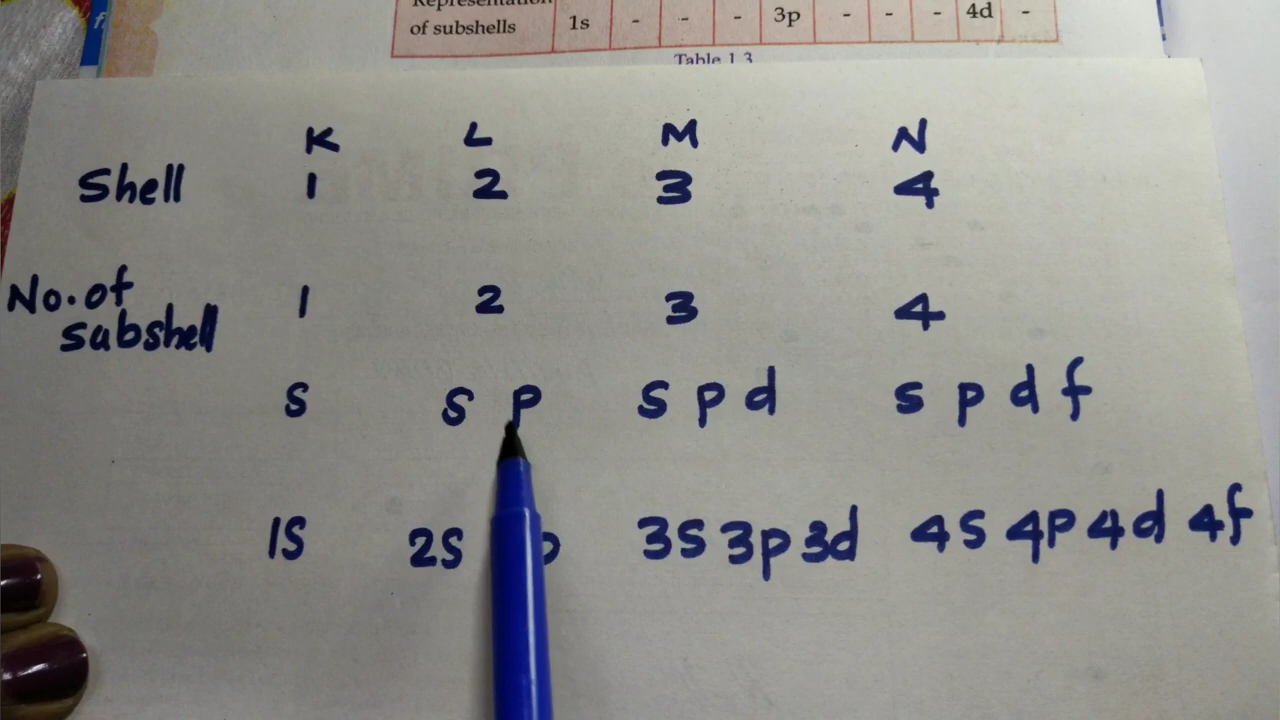 Representation
of subshells 1s - - - 3p - - - 4d -
Table 1.3
K L M N
Shell 1 2 3 4
No. of
subshell 1 2 3 4
s s p s p d s p d f
1s 2s p 3s 3p 3d 4s 4p 4d 4f